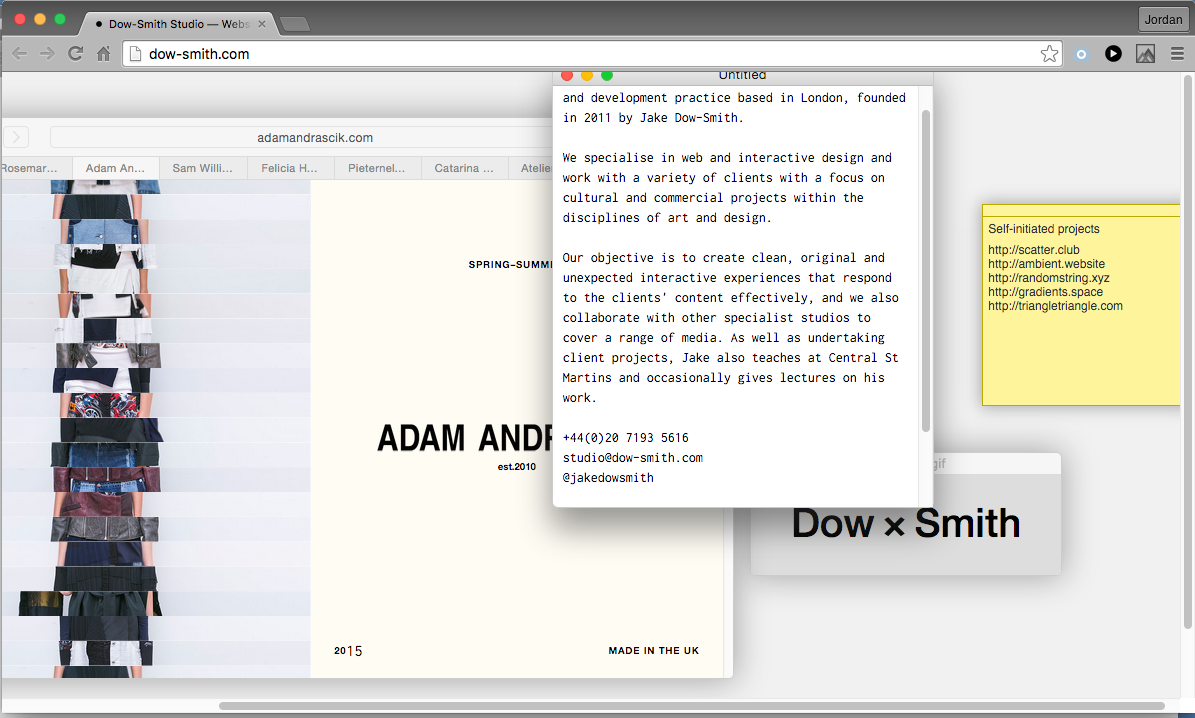 Dow-Smith Studio — Webs
Jordan
dow-smith.com
Untitled
and development practice based in London, founded
in 2011 by Jake Dow-Smith.
We specialise in web and interactive design and
work with a variety of clients with a focus on
cultural and commercial projects within the
disciplines of art and design.
Our objective is to create clean, original and
unexpected interactive experiences that respond
to the clients' content effectively, and we also
collaborate with other specialist studios to
cover a range of media. As well as undertaking
client projects, Jake also teaches at Central St
Martins and occasionally gives lectures on his
work.
+44(0)20 7193 5616
studio@dow-smith.com
@jakedowsmith
adamandrascik.com
Rosemar... Adam An... Sam Willi... Felicia H... Pieternel... Catarina ... Atelie
SPRING–SUMM
ADAM ANDR
est.2010
2015
MADE IN THE UK
Self-initiated projects
http://scatter.club
http://ambient.website
http://randomstring.xyz
http://gradients.space
http://triangletriangle.com
gif
Dow × Smith